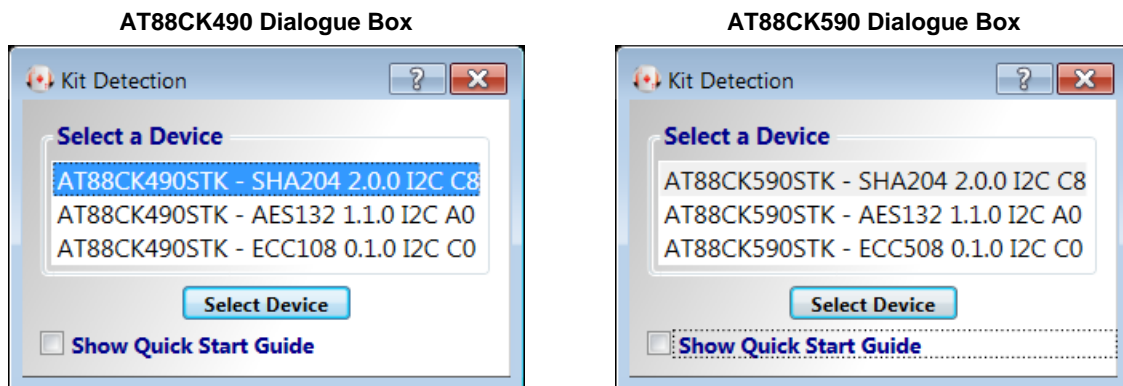 AT88CK490 Dialogue Box
Kit Detection
Select a Device
AT88CK490STK - SHA204 2.0.0 I2C C8
AT88CK490STK - AES132 1.1.0 I2C A0
AT88CK490STK - ECC108 0.1.0 I2C C0
Select Device
Show Quick Start Guide
AT88CK590 Dialogue Box
Kit Detection
Select a Device
AT88CK590STK - SHA204 2.0.0 I2C C8
AT88CK590STK - AES132 1.1.0 I2C A0
AT88CK590STK - ECC508 0.1.0 I2C C0
Select Device
Show Quick Start Guide